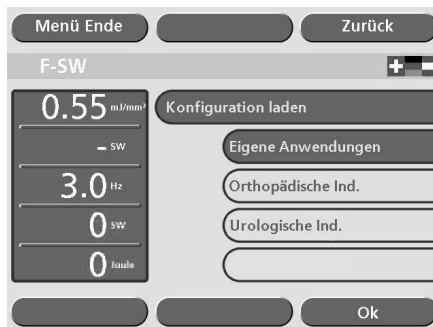 Menü Ende
Zurück
F-SW
0.55 mJ/mm²
Konfiguration laden
– SW
Eigene Anwendungen
3.0 Hz
Orthopädische Ind.
0 SW
Urologische Ind.
0 Joule
Ok